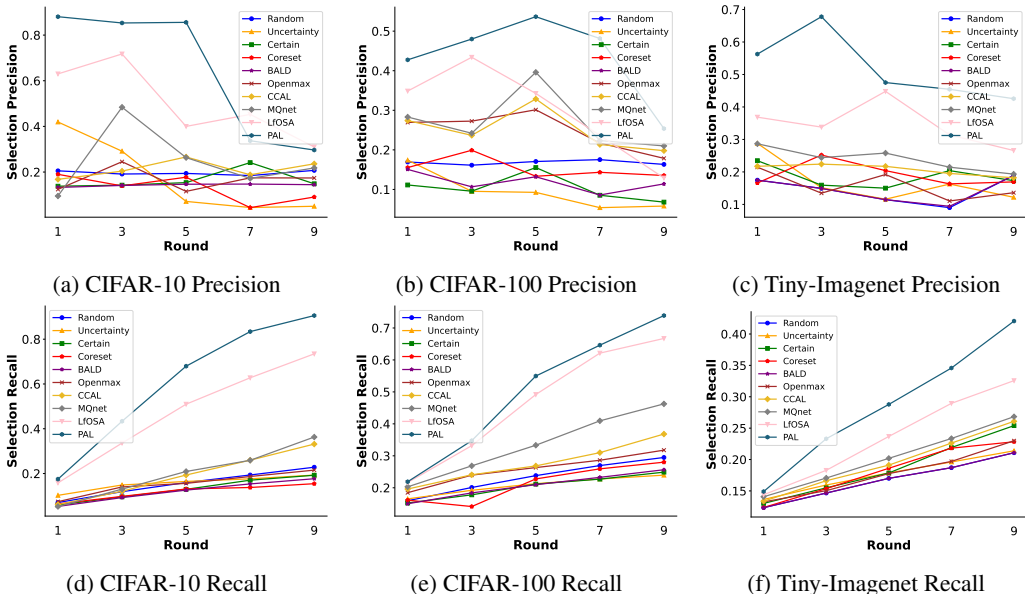 Selection Precision
0.8
0.6
0.4
0.2
1 3 5 7 9
Round
Random
Uncertainty
Certain
Coreset
BALD
Openmax
CCAL
MQnet
LfOSA
PAL
(a) CIFAR-10 Precision
Selection Precision
0.5
0.4
0.3
0.2
0.1
1 3 5 7 9
Round
Random
Uncertainty
Certain
Coreset
BALD
Openmax
CCAL
MQnet
LfOSA
PAL
(b) CIFAR-100 Precision
Selection Precision
0.7
0.6
0.5
0.4
0.3
0.2
0.1
1 3 5 7 9
Round
Random
Uncertainty
Certain
Coreset
BALD
Openmax
CCAL
MQnet
LfOSA
PAL
(c) Tiny-Imagenet Precision
Selection Recall
0.8
0.6
0.4
0.2
1 3 5 7 9
Round
Random
Uncertainty
Certain
Coreset
BALD
Openmax
CCAL
MQnet
LfOSA
PAL
(d) CIFAR-10 Recall
Selection Recall
0.7
0.6
0.5
0.4
0.3
0.2
1 3 5 7 9
Round
Random
Uncertainty
Certain
Coreset
BALD
Openmax
CCAL
MQnet
LfOSA
PAL
(e) CIFAR-100 Recall
Selection Recall
0.40
0.35
0.30
0.25
0.20
0.15
1 3 5 7 9
Round
Random
Uncertainty
Certain
Coreset
BALD
Openmax
CCAL
MQnet
LfOSA
PAL
(f) Tiny-Imagenet Recall